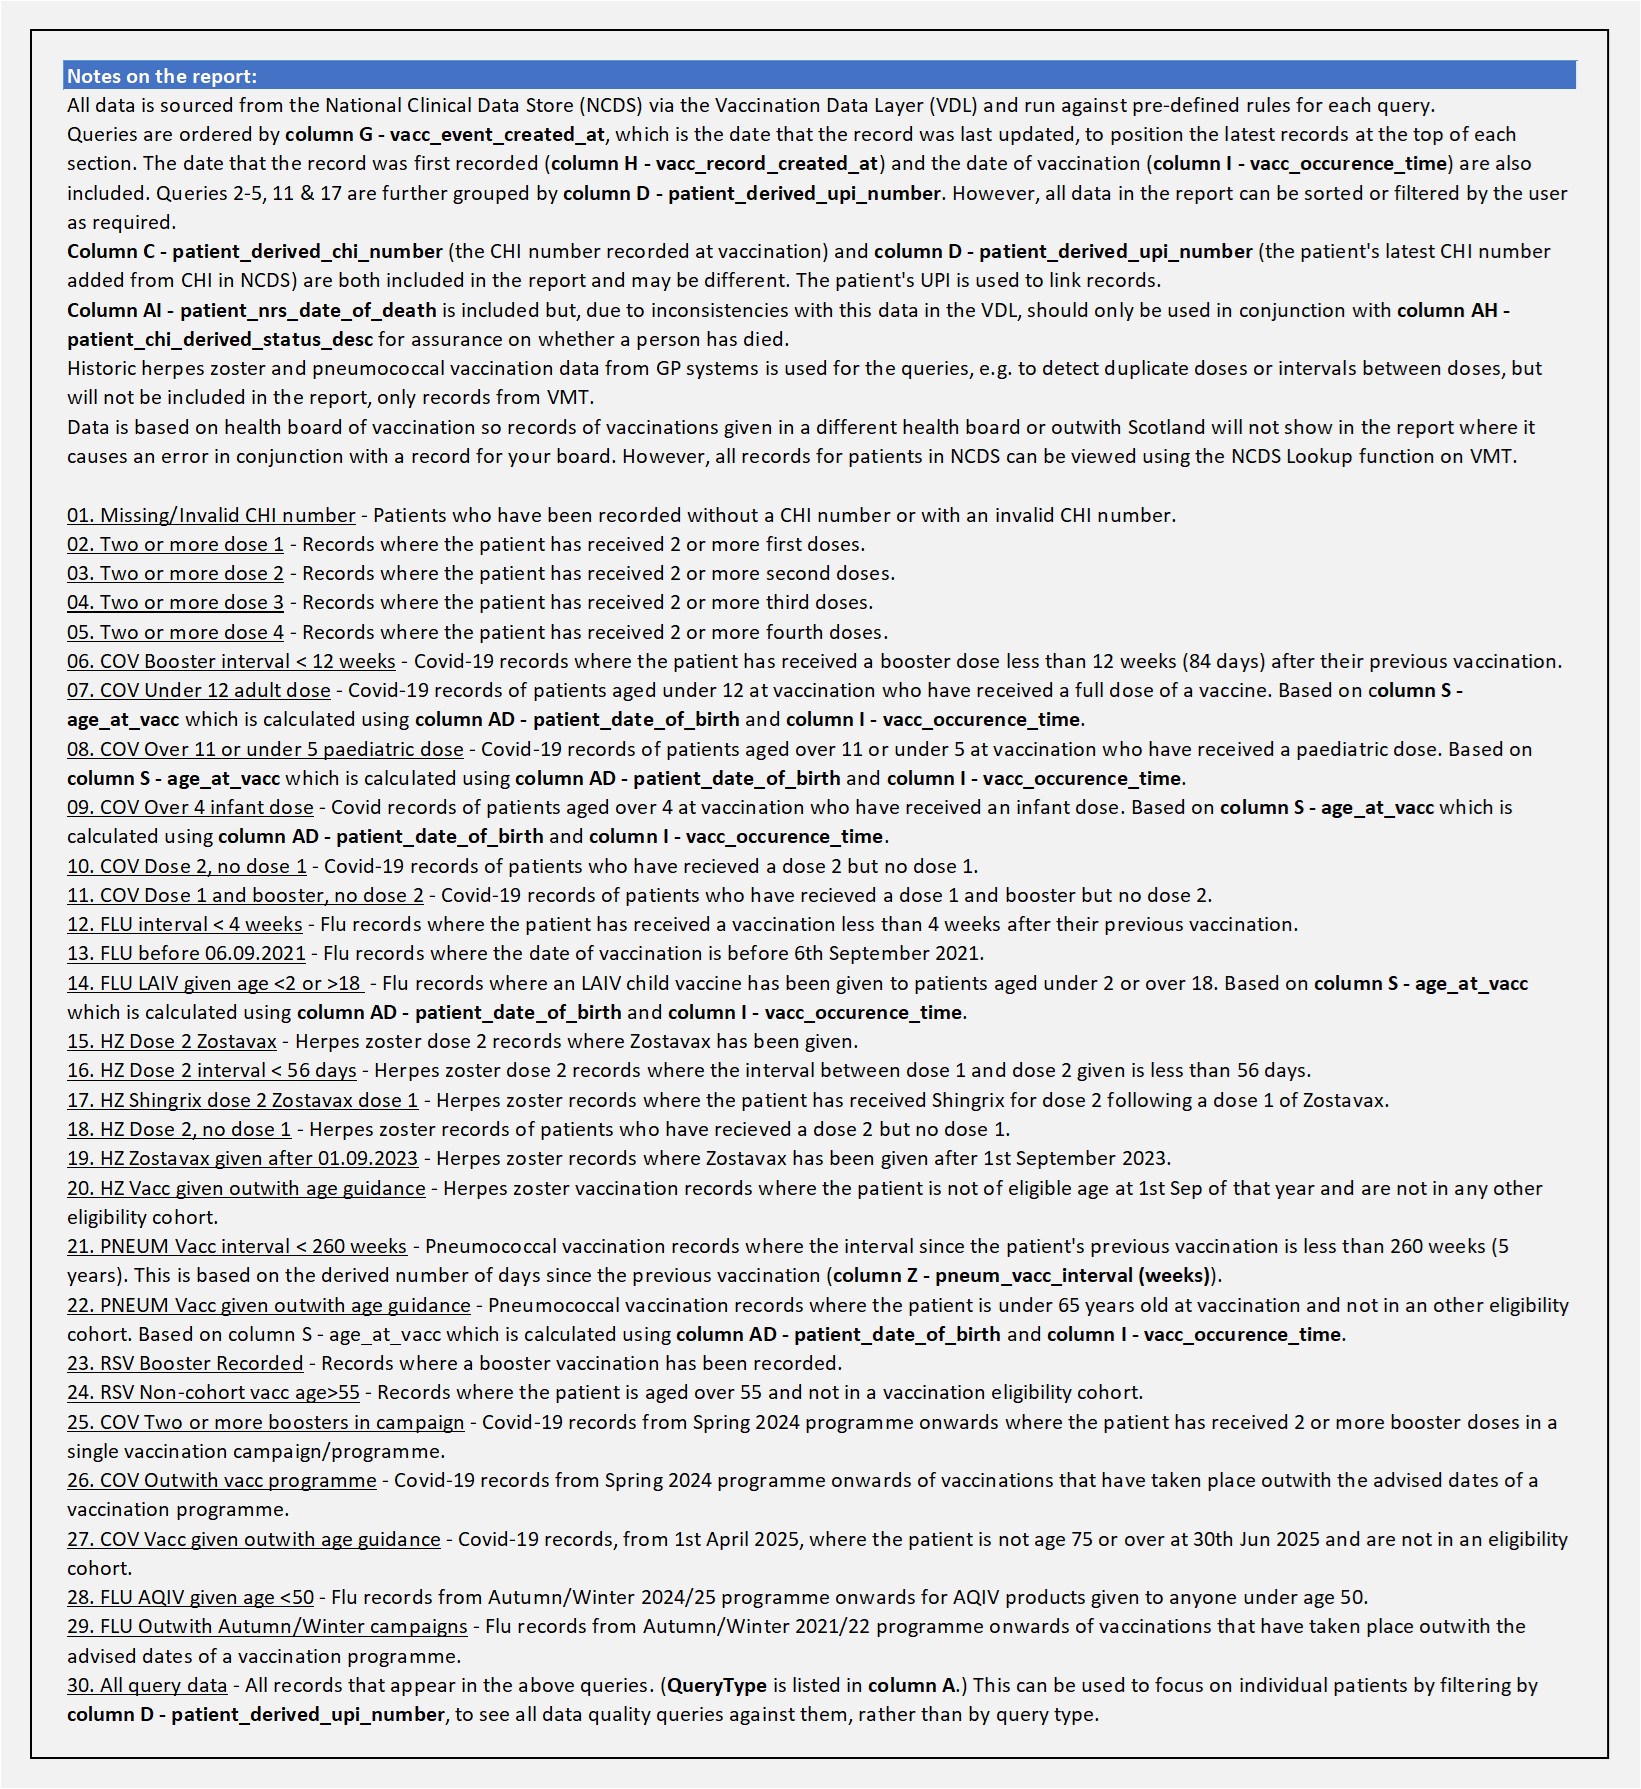 Notes on the report:
All data is sourced from the National Clinical Data Store (NCDS) via the Vaccination Data Layer (VDL) and run against pre-defined rules for each query.
Queries are ordered by column G - vacc_event_created_at, which is the date that the record was last updated, to position the latest records at the top of each
section. The date that the record was first recorded (column H - vacc_record_created_at) and the date of vaccination (column I - vacc_occurence_time) are also
included. Queries 2-5, 11 & 17 are further grouped by column D - patient_derived_upi_number. However, all data in the report can be sorted or filtered by the user
as required.
Column C - patient_derived_chi_number (the CHI number recorded at vaccination) and column D - patient_derived_upi_number (the patient's latest CHI number
added from CHI in NCDS) are both included in the report and may be different. The patient's UPI is used to link records.
Column AI - patient_nrs_date_of_death is included but, due to inconsistencies with this data in the VDL, should only be used in conjunction with column AH -
patient_chi_derived_status_desc for assurance on whether a person has died.
Historic herpes zoster and pneumococcal vaccination data from GP systems is used for the queries, e.g. to detect duplicate doses or intervals between doses, but
will not be included in the report, only records from VMT.
Data is based on health board of vaccination so records of vaccinations given in a different health board or outwith Scotland will not show in the report where it
causes an error in conjunction with a record for your board. However, all records for patients in NCDS can be viewed using the NCDS Lookup function on VMT.
01. Missing/Invalid CHI number - Patients who have been recorded without a CHI number or with an invalid CHI number.
02. Two or more dose 1 - Records where the patient has received 2 or more first doses.
03. Two or more dose 2 - Records where the patient has received 2 or more second doses.
04. Two or more dose 3 - Records where the patient has received 2 or more third doses.
05. Two or more dose 4 - Records where the patient has received 2 or more fourth doses.
06. COV Booster interval < 12 weeks - Covid-19 records where the patient has received a booster dose less than 12 weeks (84 days) after their previous vaccination.
07. COV Under 12 adult dose - Covid-19 records of patients aged under 12 at vaccination who have received a full dose of a vaccine. Based on column S -
age_at_vacc which is calculated using column AD - patient_date_of_birth and column I - vacc_occurence_time.
08. COV Over 11 or under 5 paediatric dose - Covid-19 records of patients aged over 11 or under 5 at vaccination who have received a paediatric dose. Based on
column S - age_at_vacc which is calculated using column AD - patient_date_of_birth and column I - vacc_occurence_time.
09. COV Over 4 infant dose - Covid records of patients aged over 4 at vaccination who have received an infant dose. Based on column S - age_at_vacc which is
calculated using column AD - patient_date_of_birth and column I - vacc_occurence_time.
10. COV Dose 2, no dose 1 - Covid-19 records of patients who have recieved a dose 2 but no dose 1.
11. COV Dose 1 and booster, no dose 2 - Covid-19 records of patients who have recieved a dose 1 and booster but no dose 2.
12. FLU interval < 4 weeks - Flu records where the patient has received a vaccination less than 4 weeks after their previous vaccination.
13. FLU before 06.09.2021 - Flu records where the date of vaccination is before 6th September 2021.
14. FLU LAIV given age <2 or >18 - Flu records where an LAIV child vaccine has been given to patients aged under 2 or over 18. Based on column S - age_at_vacc
which is calculated using column AD - patient_date_of_birth and column I - vacc_occurence_time.
15. HZ Dose 2 Zostavax - Herpes zoster dose 2 records where Zostavax has been given.
16. HZ Dose 2 interval < 56 days - Herpes zoster dose 2 records where the interval between dose 1 and dose 2 given is less than 56 days.
17. HZ Shingrix dose 2 Zostavax dose 1 - Herpes zoster records where the patient has received Shingrix for dose 2 following a dose 1 of Zostavax.
18. HZ Dose 2, no dose 1 - Herpes zoster records of patients who have recieved a dose 2 but no dose 1.
19. HZ Zostavax given after 01.09.2023 - Herpes zoster records where Zostavax has been given after 1st September 2023.
20. HZ Vacc given outwith age guidance - Herpes zoster vaccination records where the patient is not of eligible age at 1st Sep of that year and are not in any other
eligibility cohort.
21. PNEUM Vacc interval < 260 weeks - Pneumococcal vaccination records where the interval since the patient's previous vaccination is less than 260 weeks (5
years). This is based on the derived number of days since the previous vaccination (column Z - pneum_vacc_interval (weeks)).
22. PNEUM Vacc given outwith age guidance - Pneumococcal vaccination records where the patient is under 65 years old at vaccination and not in an other eligibility
cohort. Based on column S - age_at_vacc which is calculated using column AD - patient_date_of_birth and column I - vacc_occurence_time.
23. RSV Booster Recorded - Records where a booster vaccination has been recorded.
24. RSV Non-cohort vacc age>55 - Records where the patient is aged over 55 and not in a vaccination eligibility cohort.
25. COV Two or more boosters in campaign - Covid-19 records from Spring 2024 programme onwards where the patient has received 2 or more booster doses in a
single vaccination campaign/programme.
26. COV Outwith vacc programme - Covid-19 records from Spring 2024 programme onwards of vaccinations that have taken place outwith the advised dates of a
vaccination programme.
27. COV Vacc given outwith age guidance - Covid-19 records, from 1st April 2025, where the patient is not age 75 or over at 30th Jun 2025 and are not in an eligibility
cohort.
28. FLU AQIV given age <50 - Flu records from Autumn/Winter 2024/25 programme onwards for AQIV products given to anyone under age 50.
29. FLU Outwith Autumn/Winter campaigns - Flu records from Autumn/Winter 2021/22 programme onwards of vaccinations that have taken place outwith the
advised dates of a vaccination programme.
30. All query data - All records that appear in the above queries. (QueryType is listed in column A.) This can be used to focus on individual patients by filtering by
column D - patient_derived_upi_number, to see all data quality queries against them, rather than by query type.